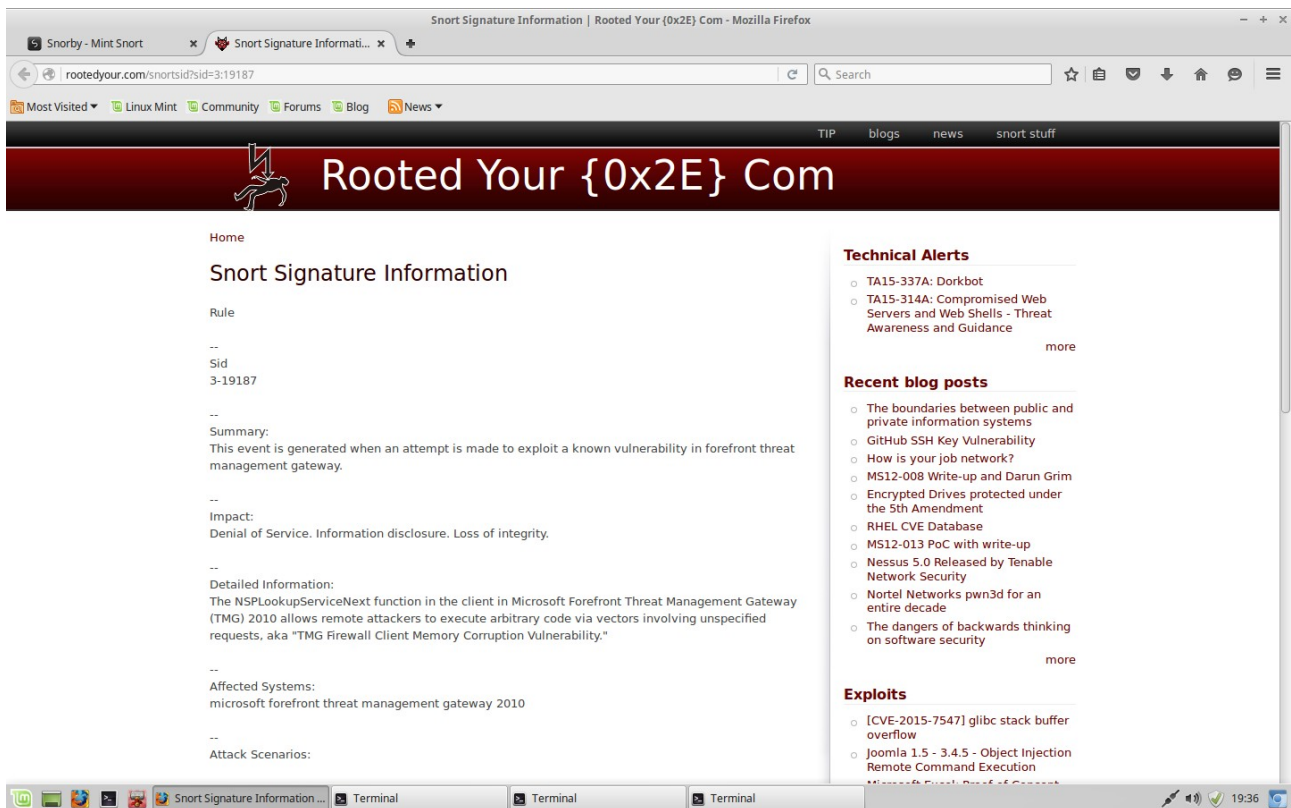 Snort Signature Information | Rooted Your {0x2E} Com - Mozilla Firefox
Snorby - Mint Snort
Snort Signature Informati...
rootedyour.com/snortsid?sid=3:19187
Search
Most Visited
Linux Mint
Community
Forums
Blog
News
TIP blogs news snort stuff
Rooted Your {0x2E} Com
Home
Snort Signature Information
Rule
--
Sid
3-19187
--
Summary:
This event is generated when an attempt is made to exploit a known vulnerability in forefront threat
management gateway.
--
Impact:
Denial of Service. Information disclosure. Loss of integrity.
--
Detailed Information:
The NSPLookupServiceNext function in the client in Microsoft Forefront Threat Management Gateway
(TMG) 2010 allows remote attackers to execute arbitrary code via vectors involving unspecified
requests, aka "TMG Firewall Client Memory Corruption Vulnerability."
--
Affected Systems:
microsoft forefront threat management gateway 2010
--
Attack Scenarios:
Technical Alerts
TA15-337A: Dorkbot
TA15-314A: Compromised Web
Servers and Web Shells - Threat
Awareness and Guidance
more
Recent blog posts
The boundaries between public and
private information systems
GitHub SSH Key Vulnerability
How is your job network?
MS12-008 Write-up and Darun Grim
Encrypted Drives protected under
the 5th Amendment
RHEL CVE Database
MS12-013 PoC with write-up
Nessus 5.0 Released by Tenable
Network Security
Nortel Networks pwn3d for an
entire decade
The dangers of backwards thinking
on software security
more
Exploits
[CVE-2015-7547] glibc stack buffer
overflow
Joomla 1.5 - 3.4.5 - Object Injection
Remote Command Execution
Snort Signature Information ...
Terminal
Terminal
Terminal
19:36